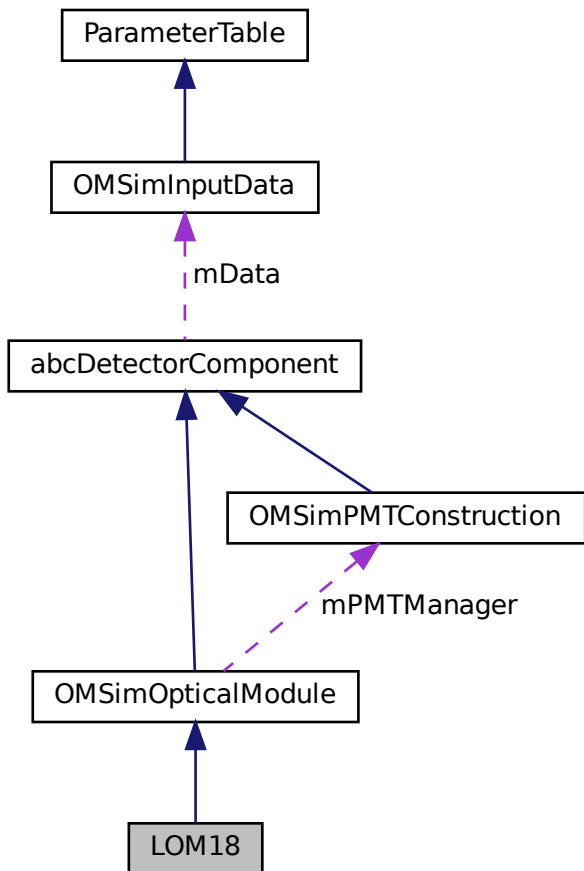 ParameterTable
OMSimInputData
mData
abcDetectorComponent
OMSimPMTConstruction
mPMTManager
OMSimOpticalModule
LOM18